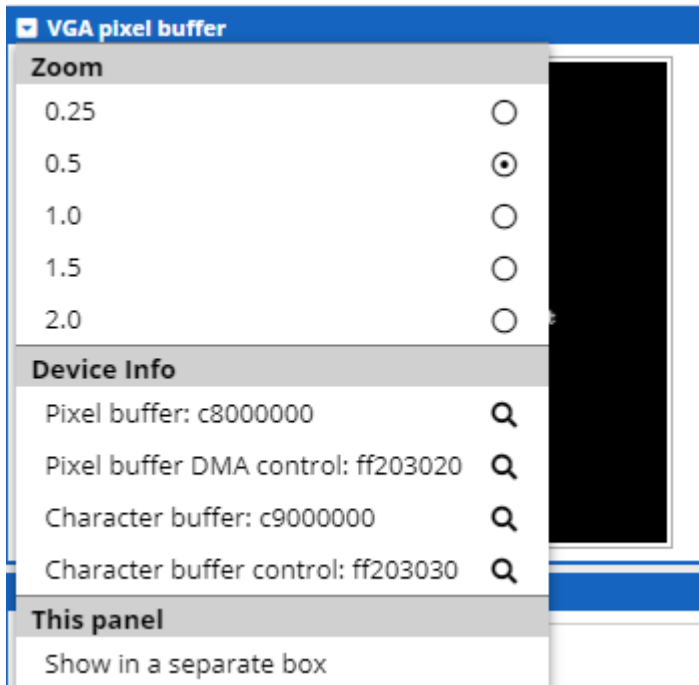 VGA pixel buffer
Zoom
0.25
0.5
1.0
1.5
2.0
Device Info
Pixel buffer: c8000000
Pixel buffer DMA control: ff203020
Character buffer: c9000000
Character buffer control: ff203030
This panel
Show in a separate box